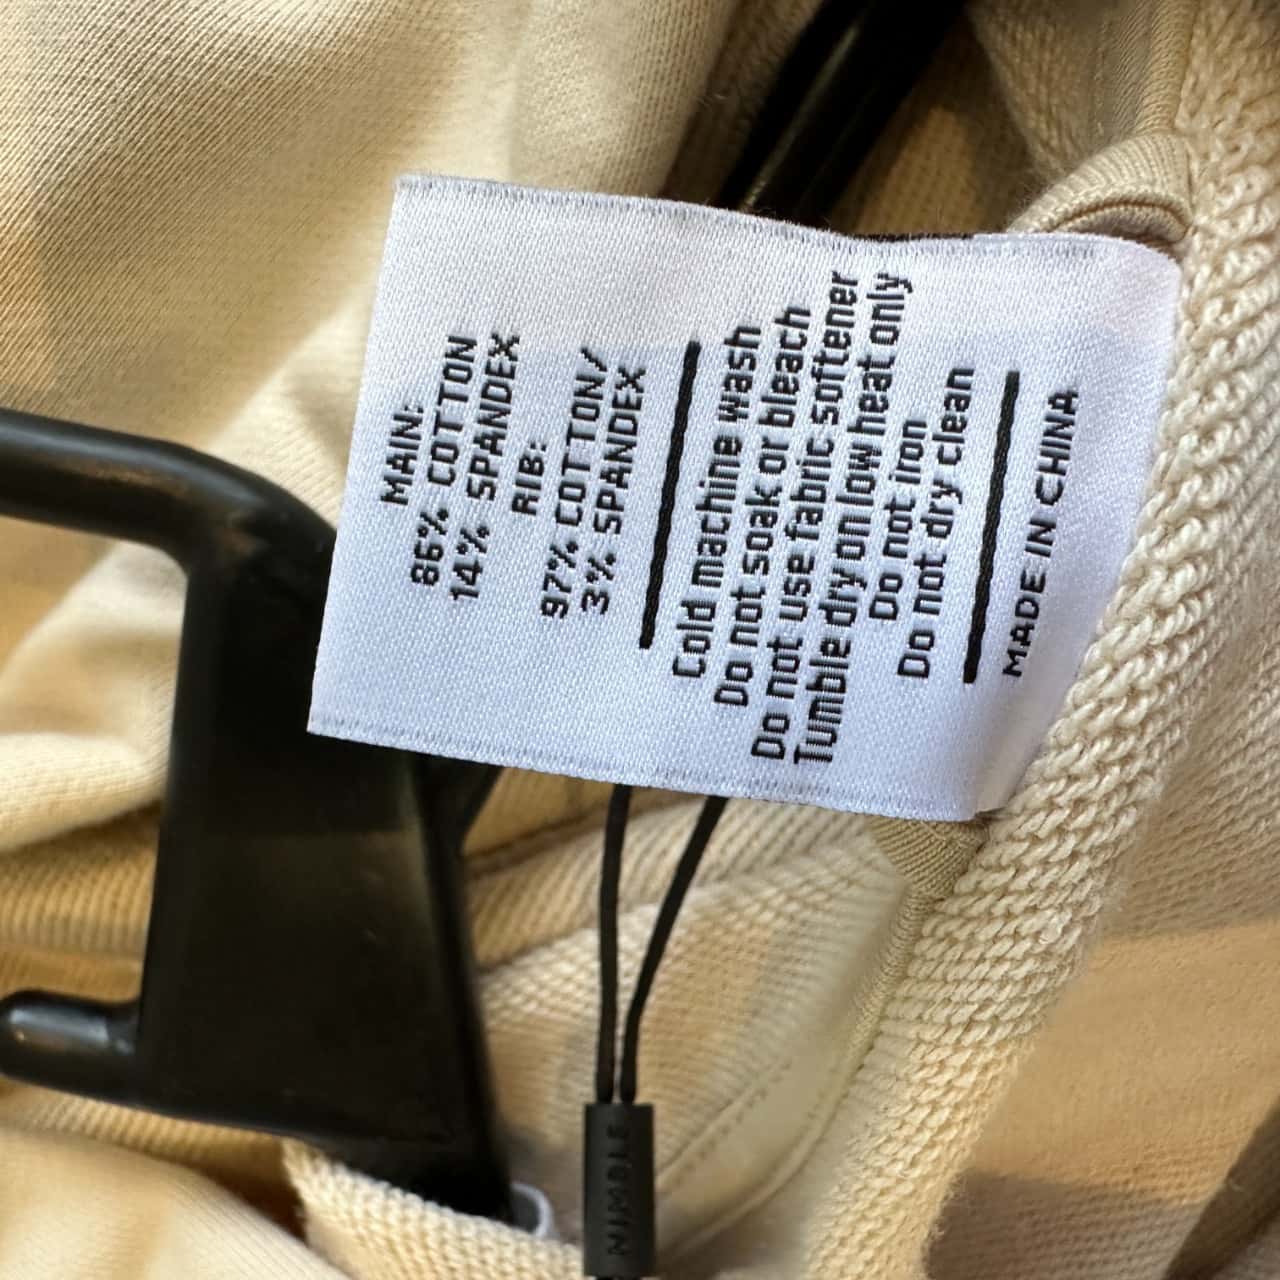 MAIN:
86% COTTON
14% SPANDEX
RIB:
97% COTTON/
3% SPANDEX
Cold machine wash
Do not soak or bleach
Do not use fabric softener
Tumble dry on low heat only
Do not iron
Do not dry clean
MADE IN CHINA
NIMBLE